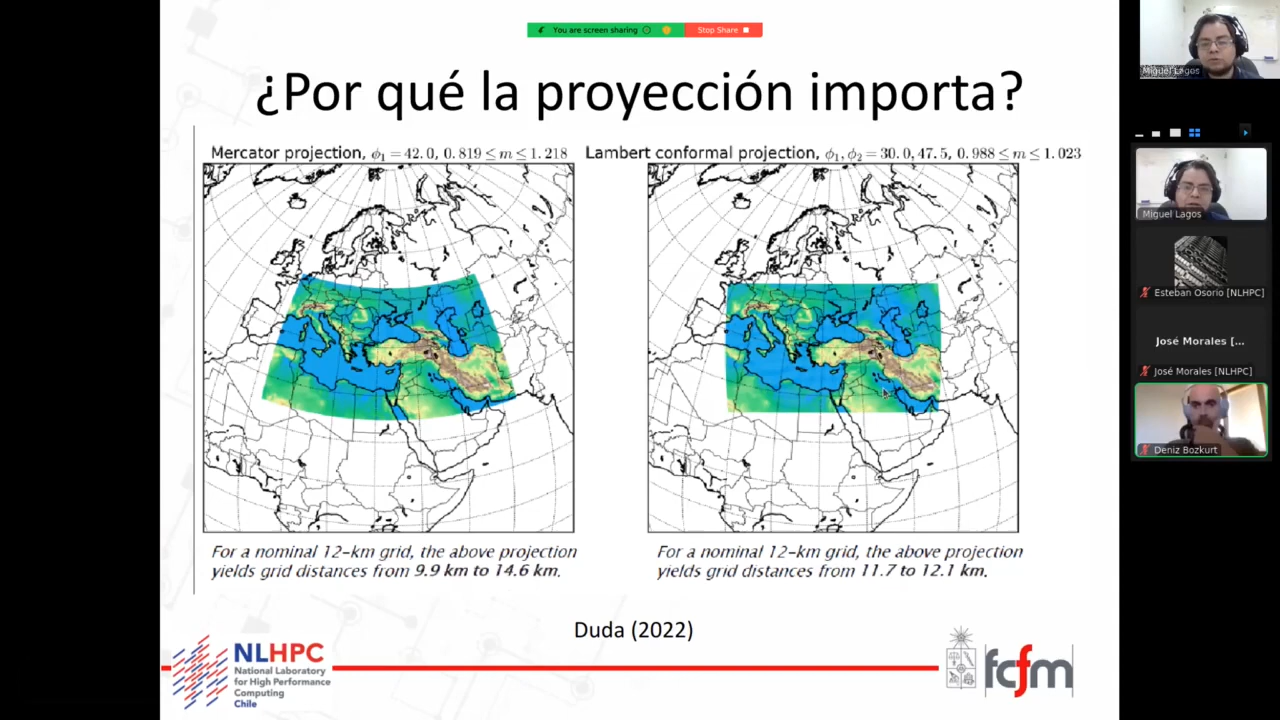 You are screen sharing
Stop Share
¿Por qué la proyección importa?
Mercator projection, ϕ₁ = 42.0, 0.819 ≤ m ≤ 1.218
Lambert conformal projection, ϕ₁, ϕ₂ = 30.0, 47.5, 0.988 ≤ m ≤ 1.023
For a nominal 12-km grid, the above projection
yields grid distances from 9.9 km to 14.6 km.
For a nominal 12-km grid, the above projection
yields grid distances from 11.7 to 12.1 km.
Duda (2022)
NLHPC
National Laboratory
for High Performance
Computing
Chile
fcfm
Miguel Lagos
Miguel Lagos
Esteban Osorio [NLHPC]
José Morales [...
José Morales [NLHPC]
Deniz Bozkurt